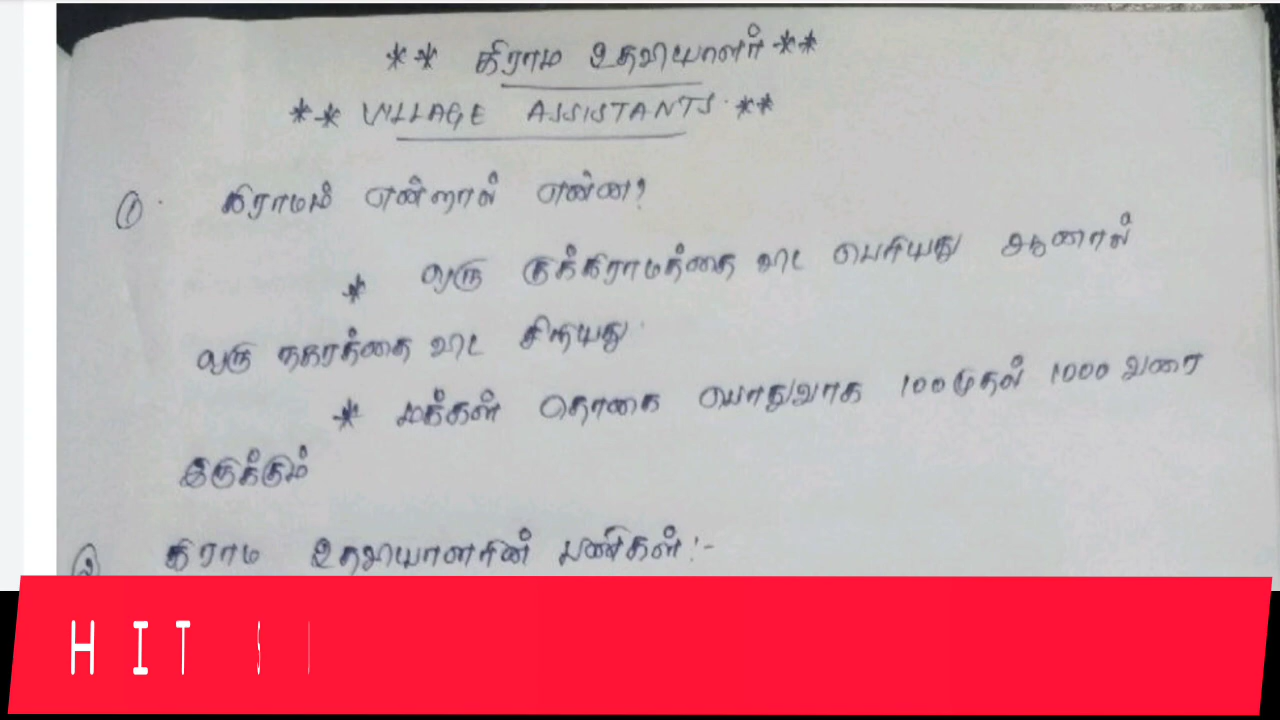 ** கிராம உதவியாளர் **
** VILLAGE ASSISTANTS **
① கிராமம் என்றால் என்ன?
* ஒரு குக்கிராமத்தை விட பெரியது ஆனால்
ஒரு நகரத்தை விட சிறியது.
* மக்கள் தொகை பொதுவாக 100 முதல் 1000 வரை
இருக்கும்
② கிராம உதவியாளரின் பணிகள் :-
HIT